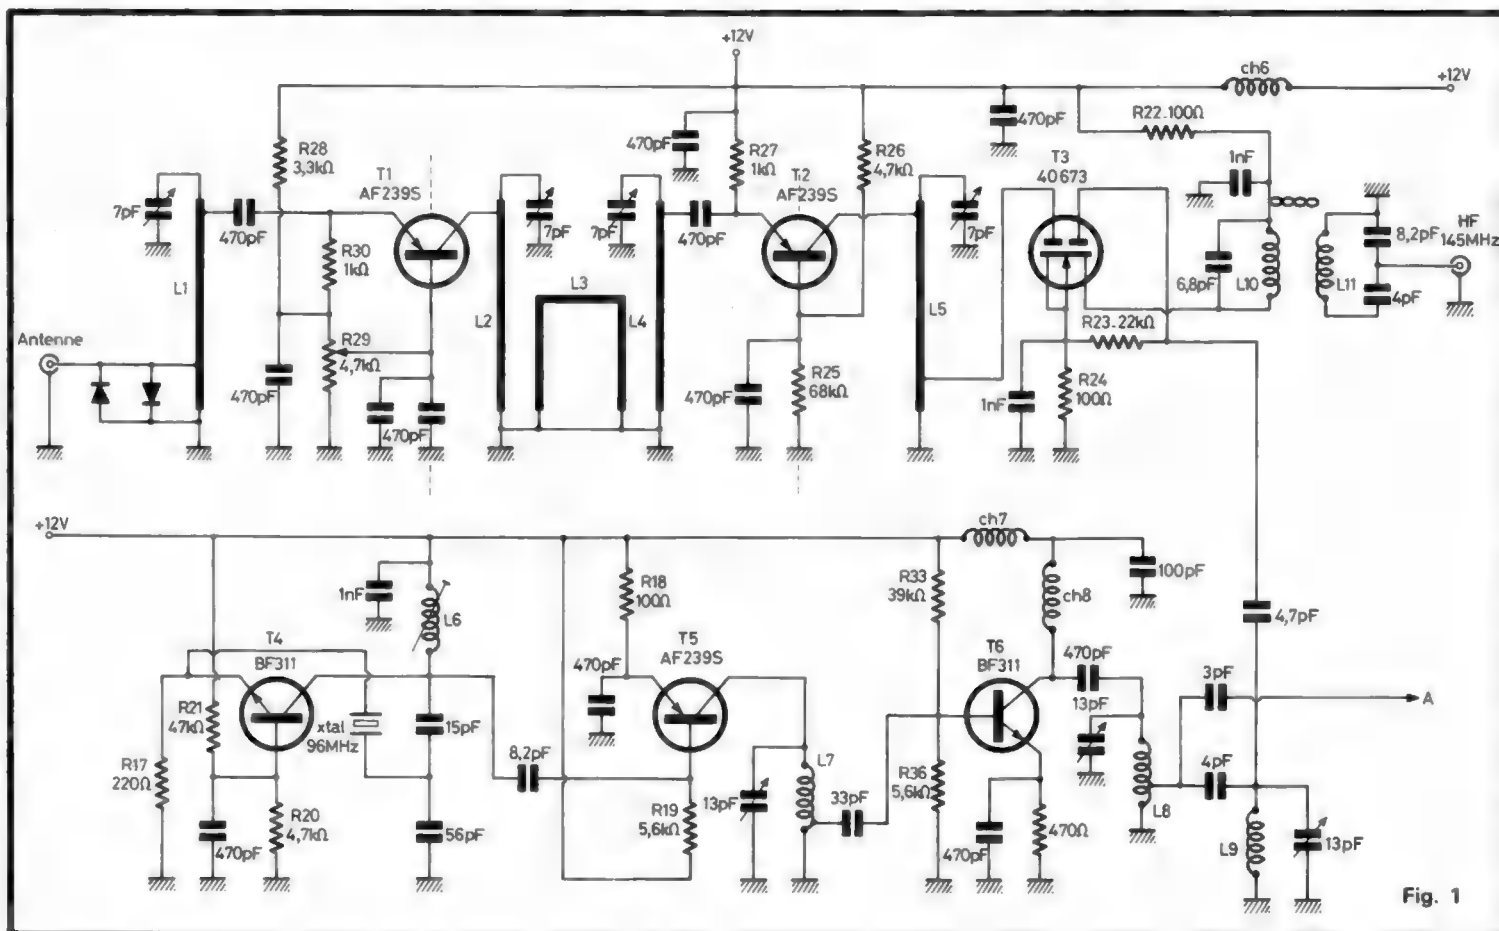 +12V
ch6
+12V
470pF
R22_100Ω
R28
3,3kΩ
T1
AF239S
470pF
R27
1kΩ
T2
AF239S
R26
4,7kΩ
T3
40673
1nF
7pF
470pF
R30
1kΩ
7pF
7pF
470pF
7pF
HF
145MHz
8,2pF
6,8pF
L10
L11
4pF
L1
L2
L3
L4
L5
R23_22kΩ
Antenne
R29
4,7kΩ
470pF
470pF
470pF
R25
68kΩ
1nF
R24
100Ω
+12V
ch7
1nF
L6
R18
100Ω
R33
39kΩ
ch8
100pF
4,7pF
T4
BF311
T5
AF239S
470pF
T6
BF311
470pF
13pF
3pF
A
R21
47kΩ
xtal
96MHz
15pF
8,2pF
R17
220Ω
L7
4pF
R20
4,7kΩ
470pF
56pF
R19
5,6kΩ
13pF
33pF
R36
5,6kΩ
470pF
470Ω
L8
L9
13pF
Fig. 1